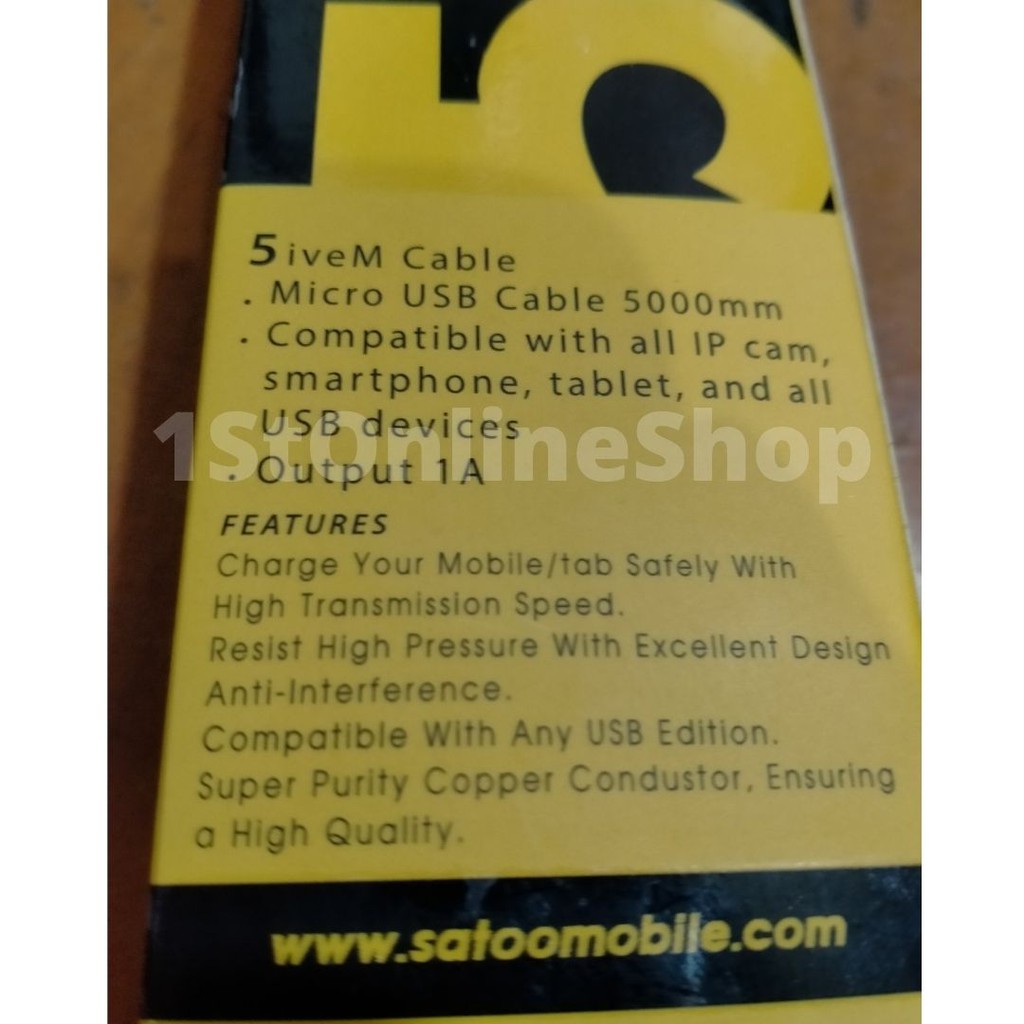 5
5iveM Cable
. Micro USB Cable 5000mm
. Compatible with all IP cam,
smartphone, tablet, and all
USB devices
1StOnlineShop
. Output 1A
FEATURES
Charge Your Mobile/tab Safely With
High Transmission Speed.
Resist High Pressure With Excellent Design
Anti-Interference.
Compatible With Any USB Edition.
Super Purity Copper Condustor, Ensuring
a High Quality.
www.satoomobile.com